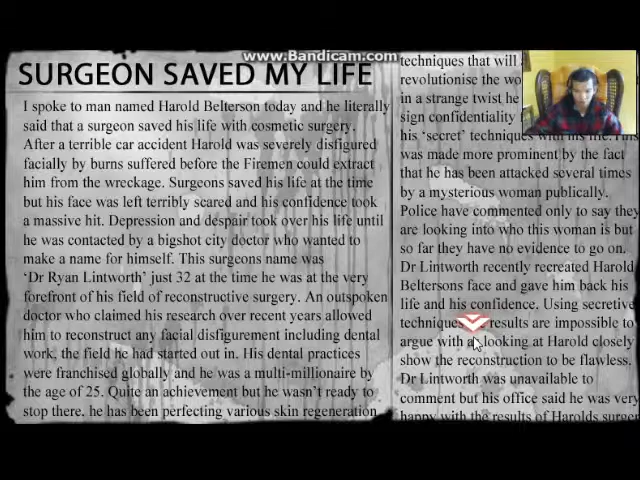 www.Bandicam.com
SURGEON SAVED MY LIFE
I spoke to man named Harold Belterson today and he literally
said that a surgeon saved his life with cosmetic surgery.
After a terrible car accident Harold was severely disfigured
facially by burns suffered before the Firemen could extract
him from the wreckage. Surgeons saved his life at the time
but his face was left terribly scared and his confidence took
a massive hit. Depression and despair took over his life until
he was contacted by a bigshot city doctor who wanted to
make a name for himself. This surgeons name was
‘Dr Ryan Lintworth’ just 32 at the time he was at the very
forefront of his field of reconstructive surgery. An outspoken
doctor who claimed his research over recent years allowed
him to reconstruct any facial disfigurement including dental
work, the field he had started out in. His dental practices
were franchised globally and he was a multi-millionaire by
the age of 25. Quite an achievement but he wasn't ready to
stop there, he has been perfecting various skin regeneration
techniques that will
revolutionise the
in a strange twist he
sign confidentiality
his ‘secret’ techniques with his life. This
was made more prominent by the fact
that he has been attacked several times
by a mysterious woman publically.
Police have commented only to say they
are looking into who this woman is but
so far they have no evidence to go on.
Dr Lintworth recently recreated Harold
Beltersons face and gave him back his
life and his confidence. Using secretive
techniques results are impossible to
argue with looking at Harold closely
show the reconstruction to be flawless.
Dr Lintworth was unavailable to
comment but his office said he was very
happy with the results of Harolds surger